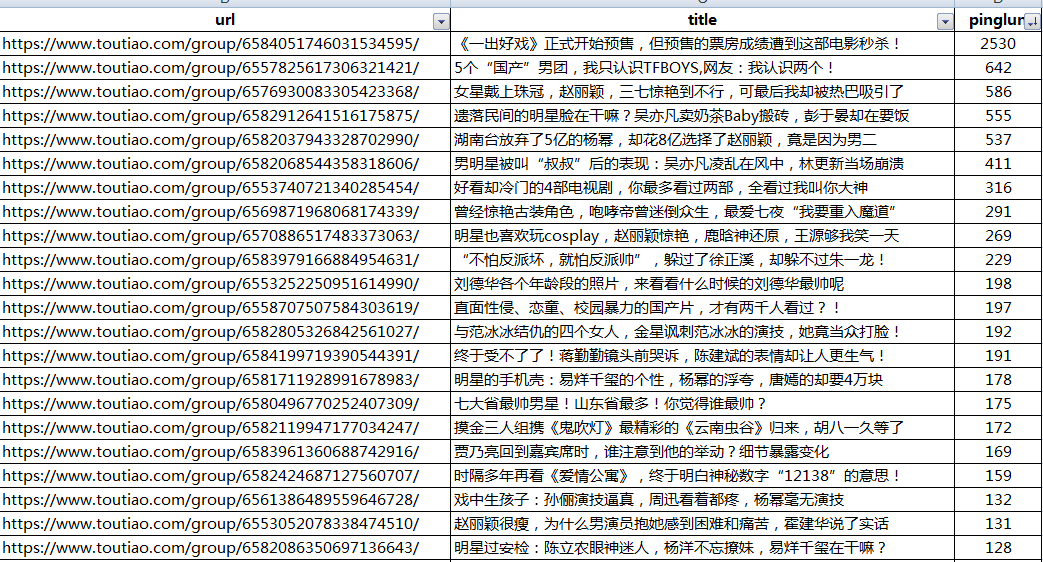 url title pinglun
https://www.toutiao.com/group/6584051746031534595/ 《一出好戏》正式开始预售，但预售的票房成绩遭到这部电影秒杀！ 2530
https://www.toutiao.com/group/6557825617306321421/ 5个“国产”男团，我只认识TFBOYS,网友：我认识两个！ 642
https://www.toutiao.com/group/6576930083305423368/ 女星戴上珠冠，赵丽颖，三七惊艳到不行，可最后我却被热巴吸引了 586
https://www.toutiao.com/group/6582912641516175875/ 遗落民间的明星脸在干嘛？吴亦凡卖奶茶Baby搬砖，彭于晏却在要饭 555
https://www.toutiao.com/group/6582037943328702990/ 湖南台放弃了5亿的杨幂，却花8亿选择了赵丽颖，竟是因为男二 537
https://www.toutiao.com/group/6582068544358318606/ 男明星被叫“叔叔”后的表现：吴亦凡凌乱在风中，林更新当场崩溃 411
https://www.toutiao.com/group/6553740721340285454/ 好看却冷门的4部电视剧，你最多看过两部，全看过我叫你大神 316
https://www.toutiao.com/group/6569871968068174339/ 曾经惊艳古装角色，咆哮帝曾迷倒众生，最爱七夜“我要重入魔道” 291
https://www.toutiao.com/group/6570886517483373063/ 明星也喜欢玩cosplay，赵丽颖惊艳，鹿晗神还原，王源够我笑一天 269
https://www.toutiao.com/group/6583979166884954631/ “不怕反派坏，就怕反派帅”，躲过了徐正溪，却躲不过朱一龙！ 229
https://www.toutiao.com/group/6553252250951614990/ 刘德华各个年龄段的照片，来看看什么时候的刘德华最帅呢 198
https://www.toutiao.com/group/6558707507584303619/ 直面性侵、恋童、校园暴力的国产片，才有两千人看过？！ 197
https://www.toutiao.com/group/6582805326842561027/ 与范冰冰结仇的四个女人，金星讽刺范冰冰的演技，她竟当众打脸！ 192
https://www.toutiao.com/group/6584199719390544391/ 终于受不了了！蒋勤勤镜头前哭诉，陈建斌的表情却让人更生气！ 191
https://www.toutiao.com/group/6581711928991678983/ 明星的手机壳：易烊千玺的个性，杨幂的浮夸，唐嫣的却要4万块 178
https://www.toutiao.com/group/6580496770252407309/ 七大省最帅男星！山东省最多！你觉得谁最帅？ 175
https://www.toutiao.com/group/6582119947177034247/ 摸金三人组携《鬼吹灯》最精彩的《云南虫谷》归来，胡八一久等了 172
https://www.toutiao.com/group/6583961360688742916/ 贾乃亮回到嘉宾席时，谁注意到他的举动？细节暴露变化 169
https://www.toutiao.com/group/6582424687127560707/ 时隔多年再看《爱情公寓》，终于明白神秘数字“12138”的意思！ 159
https://www.toutiao.com/group/6561386489559646728/ 戏中生孩子：孙俪演技逼真，周迅看着都疼，杨幂毫无演技 132
https://www.toutiao.com/group/6553052078338474510/ 赵丽颖很瘦，为什么男演员抱她感到困难和痛苦，霍建华说了实话 131
https://www.toutiao.com/group/6582086350697136643/ 明星过安检：陈立农眼神迷人，杨洋不忘撩妹，易烊千玺在干嘛？ 128